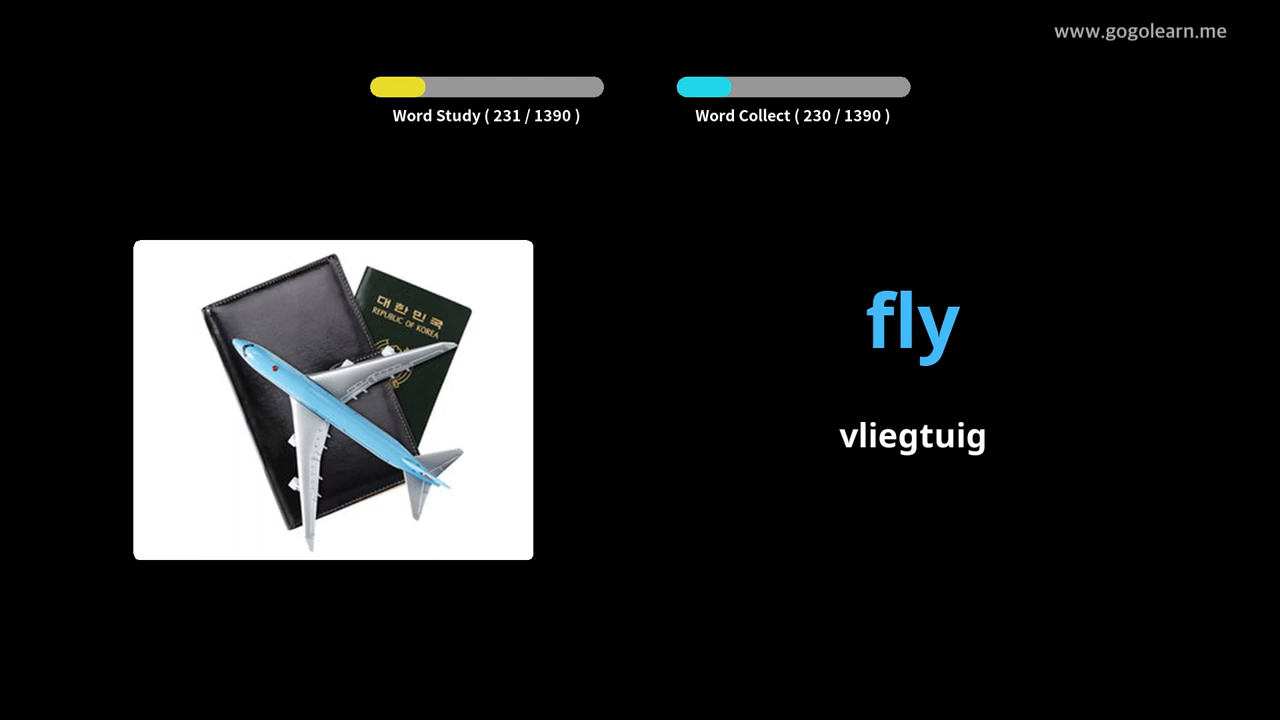 www.gogolearn.me
Word Study ( 231 / 1390 )
Word Collect ( 230 / 1390 )
대한민국
REPUBLIC OF KOREA
fly
vliegtuig